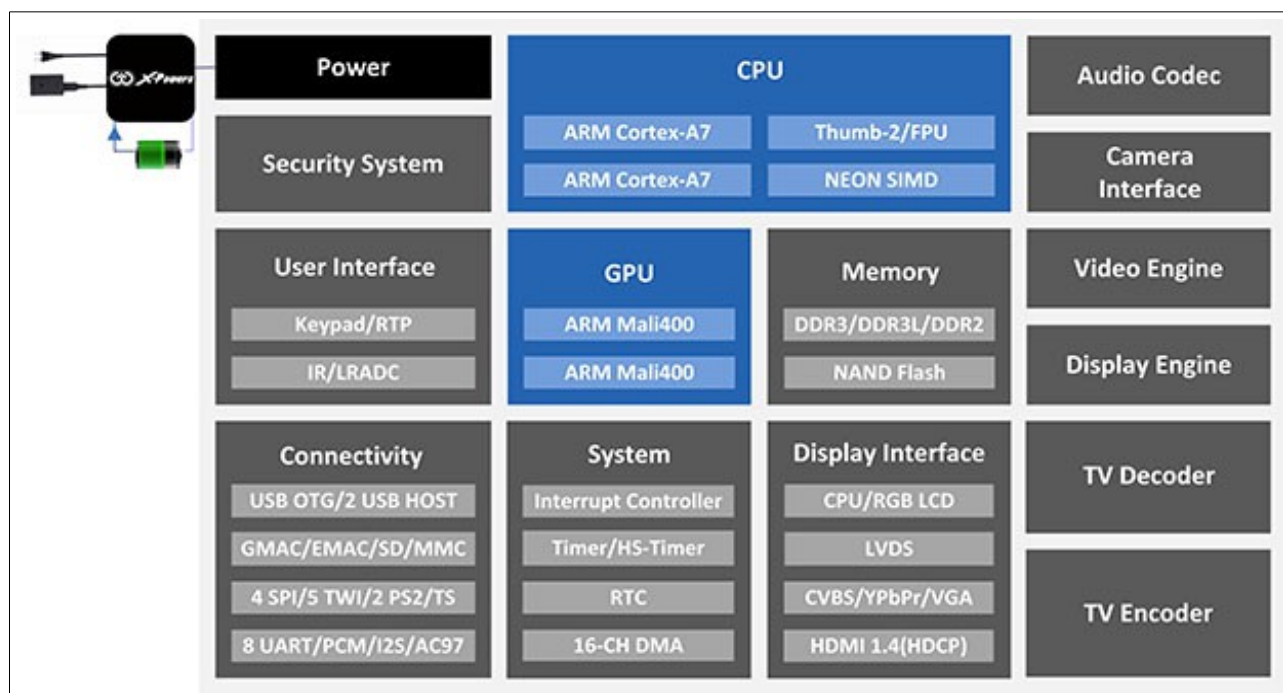 X-Powers
Power
Security System
CPU
ARM Cortex-A7
Thumb-2/FPU
ARM Cortex-A7
NEON SIMD
Audio Codec
Camera
Interface
User Interface
Keypad/RTP
IR/LRADC
GPU
ARM Mali400
ARM Mali400
Memory
DDR3/DDR3L/DDR2
NAND Flash
Video Engine
Display Engine
Connectivity
USB OTG/2 USB HOST
GMAC/EMAC/SD/MMC
4 SPI/5 TWI/2 PS2/TS
8 UART/PCM/I2S/AC97
System
Interrupt Controller
Timer/HS-Timer
RTC
16-CH DMA
Display Interface
CPU/RGB LCD
LVDS
CVBS/YPbPr/VGA
HDMI 1.4(HDCP)
TV Decoder
TV Encoder